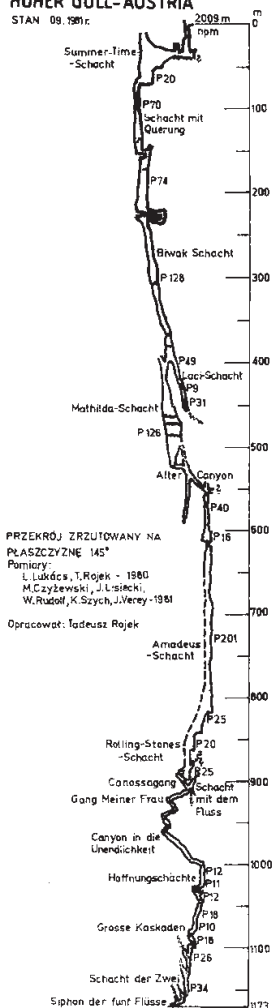 HOHER GÖLL-AUSTRIA
STAN 09.1981r.
2009m
npm
m
0
Summer-Time-
-Schacht
P20
P70
100
Schacht mit
Querung
P74
200
Biwak Schacht
P128
300
P49
400
Laci-Schacht
P9
P31
Mathilda-Schacht
P126
500
Alter Canyon
P40
P16
600
PRZEKRÓJ ZRZUTOWANY NA
PŁASZCZYZNĘ 145°
Pomiary:
L.Lukács, T.Rojek - 1980
M.Czyżewski, J.Lisiecki,
W.Rudolf, K.Szych, J.Verey-1981
Opracował: Tadeusz Rojek
700
Amadeus
-Schacht
P201
800
P25
Rolling-Stones
-Schacht
P20
P25
Canossagang
900
Schacht
mit dem
Fluss
Gang Meiner Frau
Canyon in die
Unendlichkeit
1000
Hoffnungschächte
P12
P11
P12
P18
Grosse Kaskaden
P10
P18
1100
P26
Schacht der Zwei
P34
Siphon der funf Flüsse
1173